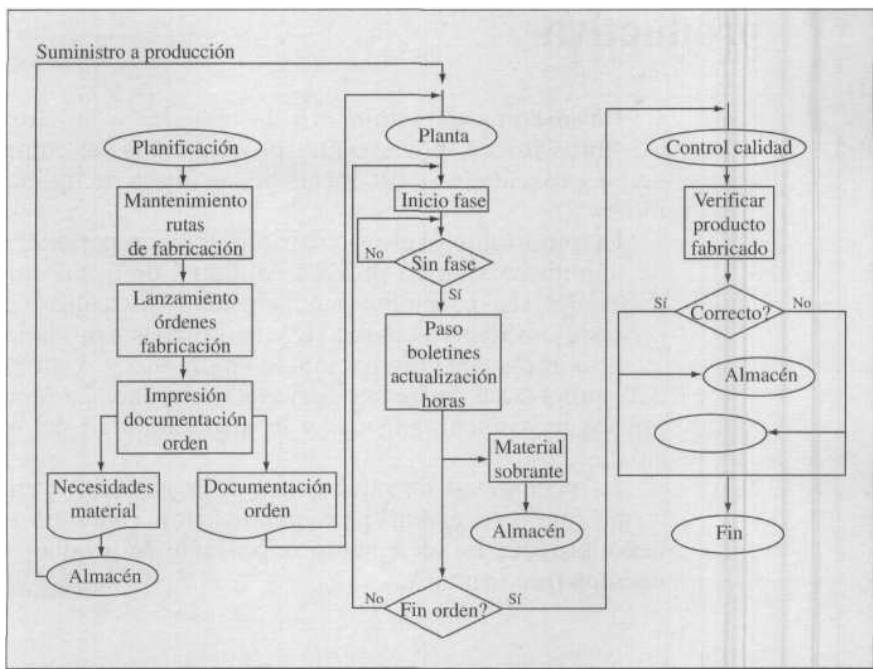 Suministro a producción
Planificación
Mantenimiento
rutas
de fabricación
Lanzamiento
órdenes
fabricación
Impresión
documentación
orden
Necesidades
material
Documentación
orden
Almacén
Planta
Inicio fase
No
Sin fase
Sí
Paso
boletines
actualización
horas
Material
sobrante
Almacén
No
Fin orden?
Sí
Control calidad
Verificar
producto
fabricado
Sí
Correcto?
No
Almacén
Fin